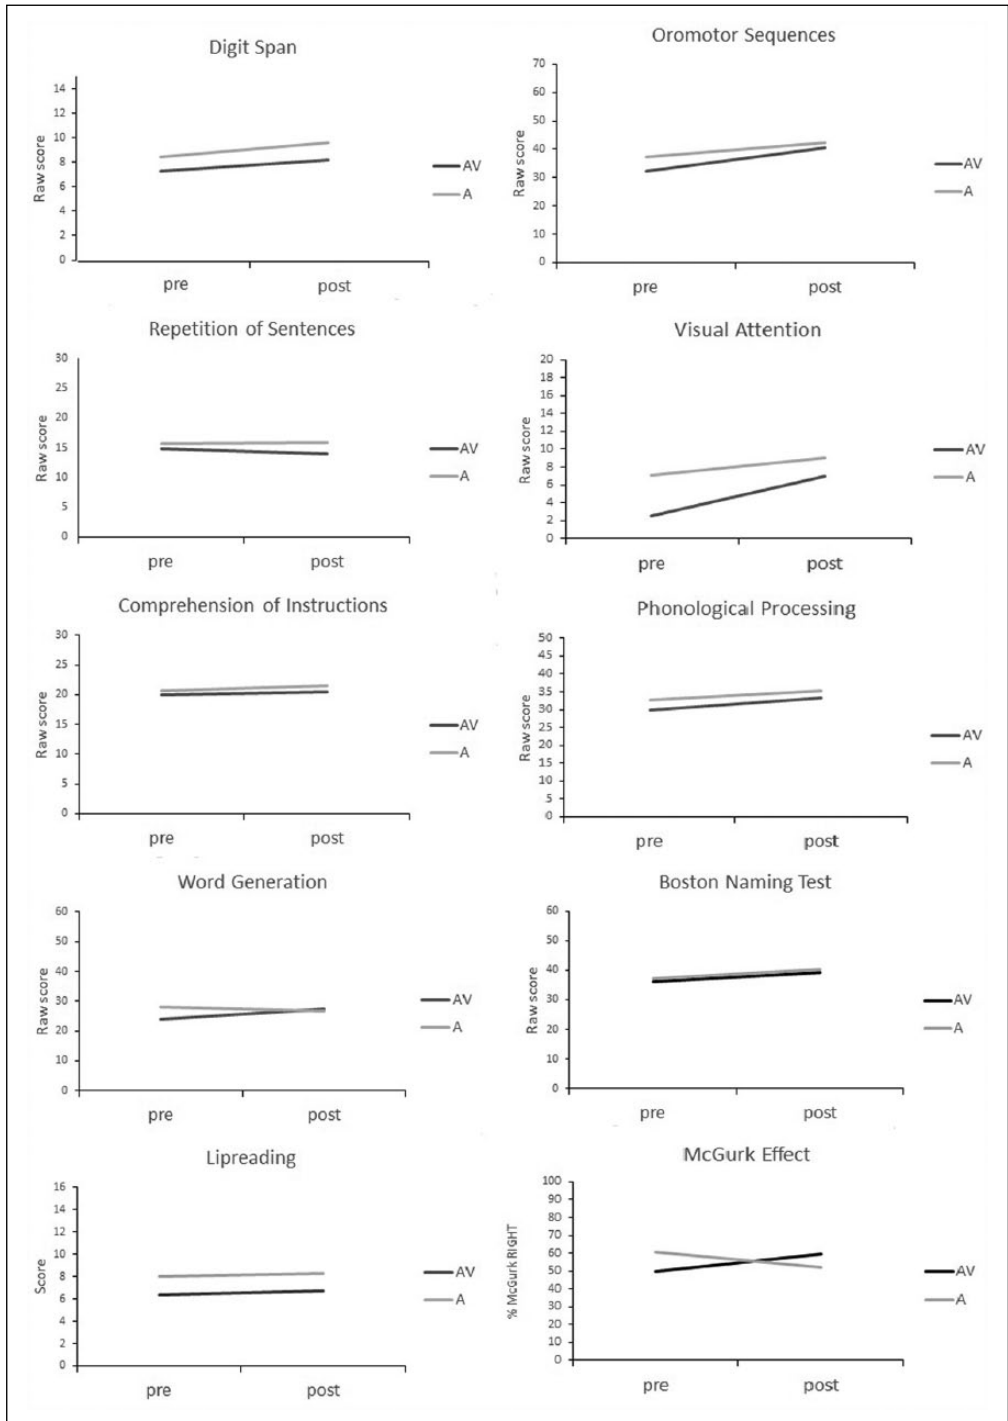 Digit Span
Raw score
14
12
10
8
6
4
2
0
pre
post
AV
A
Oromotor Sequences
Raw score
70
60
50
40
30
20
10
0
pre
post
AV
A
Repetition of Sentences
Raw score
30
25
20
15
10
5
0
pre
post
AV
A
Visual Attention
Raw score
20
18
16
14
12
10
8
6
4
2
0
pre
post
AV
A
Comprehension of Instructions
Raw score
30
25
20
15
10
5
0
pre
post
AV
A
Phonological Processing
Raw score
50
45
40
35
30
25
20
15
10
5
0
pre
post
AV
A
Word Generation
Raw score
60
50
40
30
20
10
0
pre
post
AV
A
Boston Naming Test
Raw score
60
50
40
30
20
10
0
pre
post
AV
A
Lipreading
Score
16
14
12
10
8
6
4
2
0
pre
post
AV
A
McGurk Effect
% McGurk RIGHT
100
90
80
70
60
50
40
30
20
10
0
pre
post
AV
A